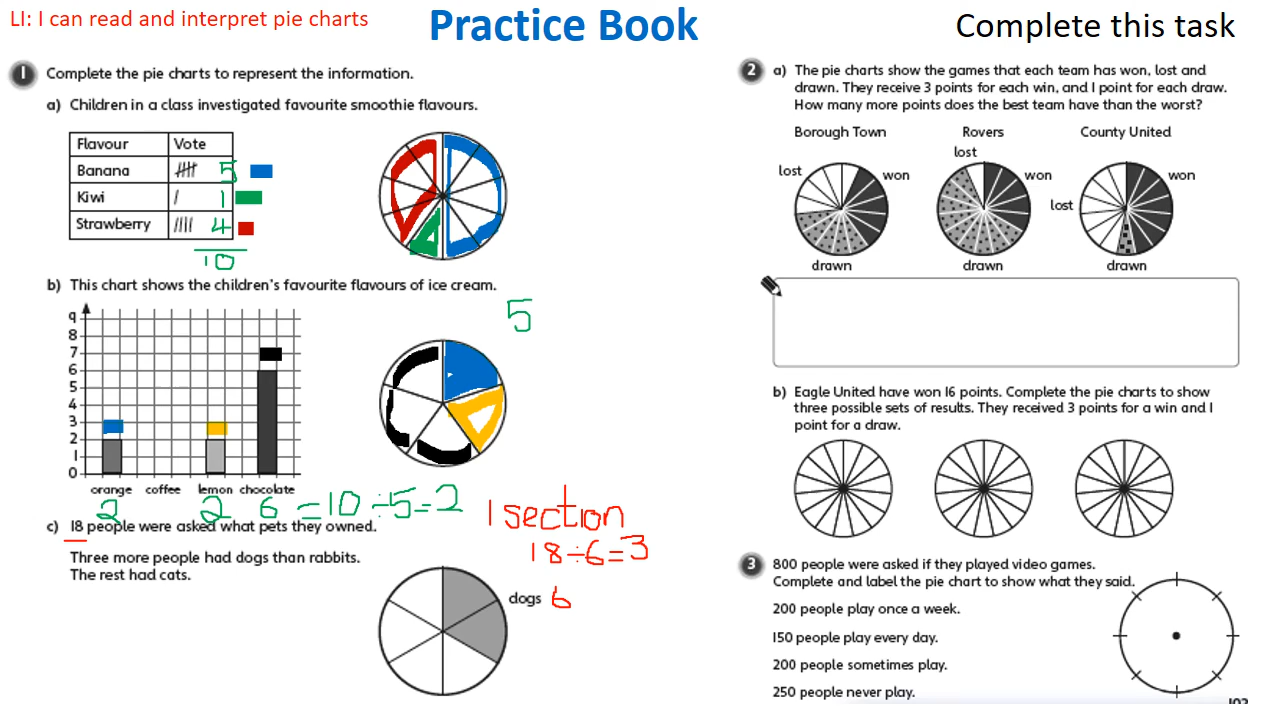 LI: I can read and interpret pie charts
Practice Book
Complete this task
1 Complete the pie charts to represent the information.
a) Children in a class investigated favourite smoothie flavours.
Flavour Vote
Banana 5
Kiwi 1
Strawberry 4
10
b) This chart shows the children's favourite flavours of ice cream.
5
9
8
7
6
5
4
3
2
1
0
orange coffee lemon chocolate
2 2 6 =10÷5=2
c) 18 people were asked what pets they owned.
1 section
18÷6=3
Three more people had dogs than rabbits.
The rest had cats.
dogs 6
2 a) The pie charts show the games that each team has won, lost and
drawn. They receive 3 points for each win, and 1 point for each draw.
How many more points does the best team have than the worst?
Borough Town Rovers County United
lost won drawn
lost won drawn
lost won drawn
b) Eagle United have won 16 points. Complete the pie charts to show
three possible sets of results. They received 3 points for a win and 1
point for a draw.
3 800 people were asked if they played video games.
Complete and label the pie chart to show what they said.
200 people play once a week.
150 people play every day.
200 people sometimes play.
250 people never play.